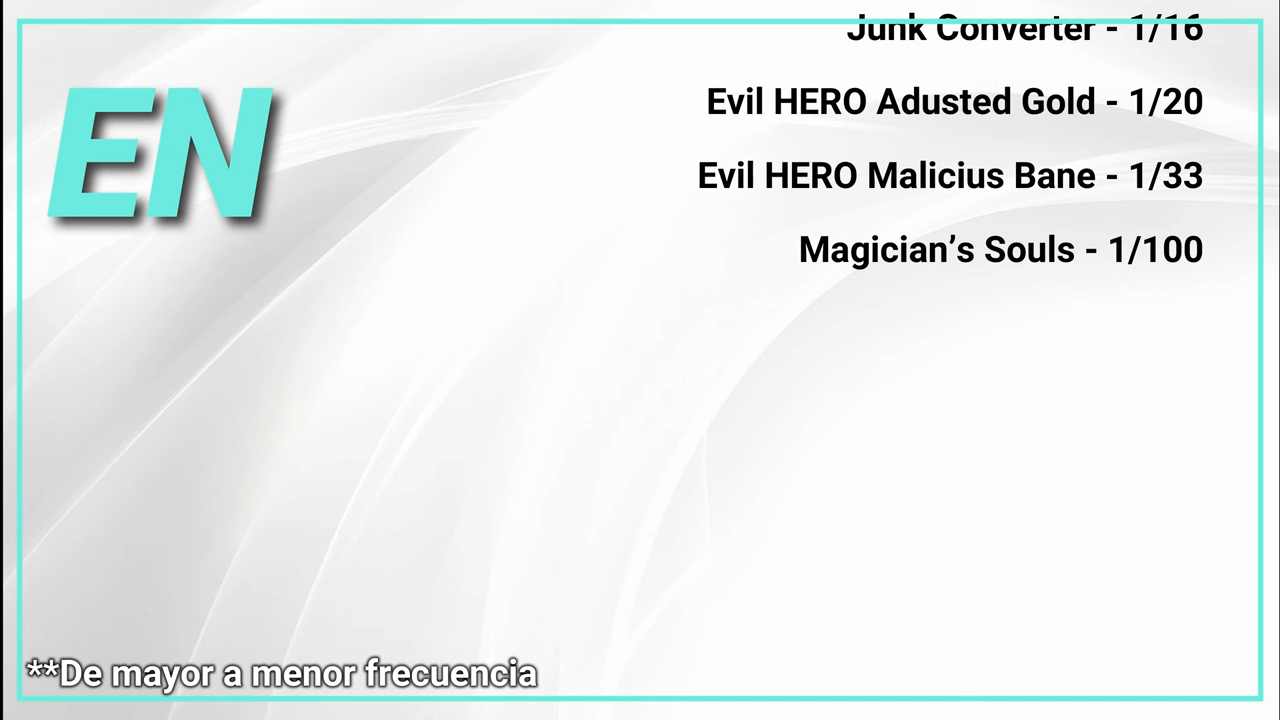 Junk Converter - 1/16
EN
Evil HERO Adusted Gold - 1/20
Evil HERO Malicius Bane - 1/33
Magician’s Souls - 1/100
**De mayor a menor frecuencia